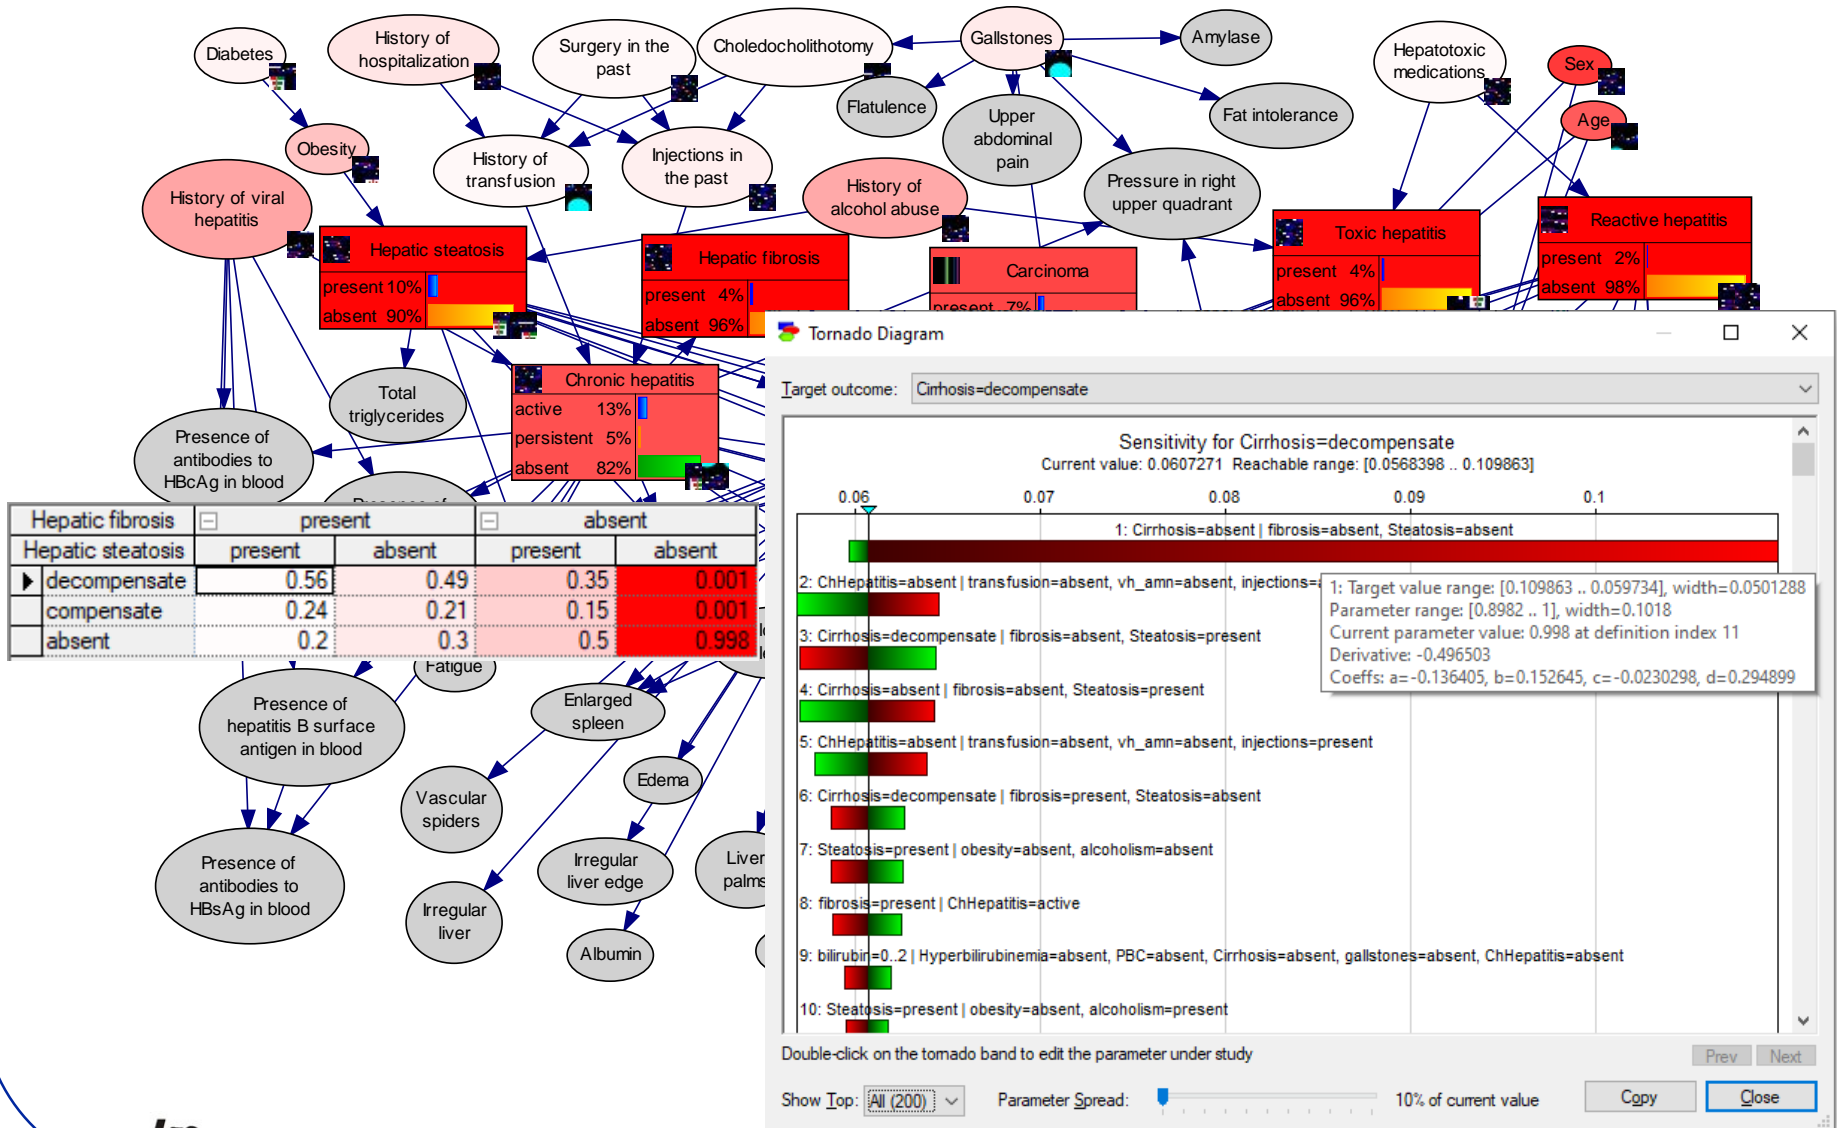 Diabetes
History of
hospitalization
Surgery in the
past
Choledocholithotomy
Gallstones
Amylase
Hepatotoxic
medications
Sex
Age
Flatulence
Upper
abdominal
pain
Fat intolerance
Obesity
History of
transfusion
Injections in
the past
History of viral
hepatitis
History of
alcohol abuse
Pressure in right
upper quadrant
Hepatic steatosis
present 10%
absent 90%
Hepatic fibrosis
present 4%
absent 96%
Carcinoma
present 7%
Toxic hepatitis
present 4%
absent 96%
Reactive hepatitis
present 2%
absent 98%
Total
triglycerides
Chronic hepatitis
active 13%
persistent 5%
absent 82%
Presence of
antibodies to
HBcAg in blood
Presence of
Hepatic fibrosis present absent
Hepatic steatosis present absent present absent
decompensate 0.56 0.49 0.35 0.001
compensate 0.24 0.21 0.15 0.001
absent 0.2 0.3 0.5 0.998
Fatigue
Presence of
hepatitis B surface
antigen in blood
Enlarged
spleen
Edema
Vascular
spiders
Irregular
liver edge
Liver
palms
Presence of
antibodies to
HBsAg in blood
Irregular
liver
Albumin
Tornado Diagram
Target outcome: Cirrhosis=decompensate
Sensitivity for Cirrhosis=decompensate
Current value: 0.0607271 Reachable range: [0.0568398 .. 0.109863]
0.06 0.07 0.08 0.09 0.1
1: Cirrhosis=absent | fibrosis=absent, Steatosis=absent
2: ChHepatitis=absent | transfusion=absent, vh_amn=absent, injections=
1: Target value range: [0.109863 .. 0.059734], width=0.0501288
Parameter range: [0.8982 .. 1], width=0.1018
Current parameter value: 0.998 at definition index 11
Derivative: -0.496503
Coeffs: a=-0.136405, b=0.152645, c=-0.0230298, d=0.294899
3: Cirrhosis=decompensate | fibrosis=absent, Steatosis=present
4: Cirrhosis=absent | fibrosis=absent, Steatosis=present
5: ChHepatitis=absent | transfusion=absent, vh_amn=absent, injections=present
6: Cirrhosis=decompensate | fibrosis=present, Steatosis=absent
7: Steatosis=present | obesity=absent, alcoholism=absent
8: fibrosis=present | ChHepatitis=active
9: bilirubin=0..2 | Hyperbilirubinemia=absent, PBC=absent, Cirrhosis=absent, gallstones=absent, ChHepatitis=absent
10: Steatosis=present | obesity=absent, alcoholism=present
Double-click on the tornado band to edit the parameter under study
Prev Next
Show Top: All (200) Parameter Spread: 10% of current value Copy Close